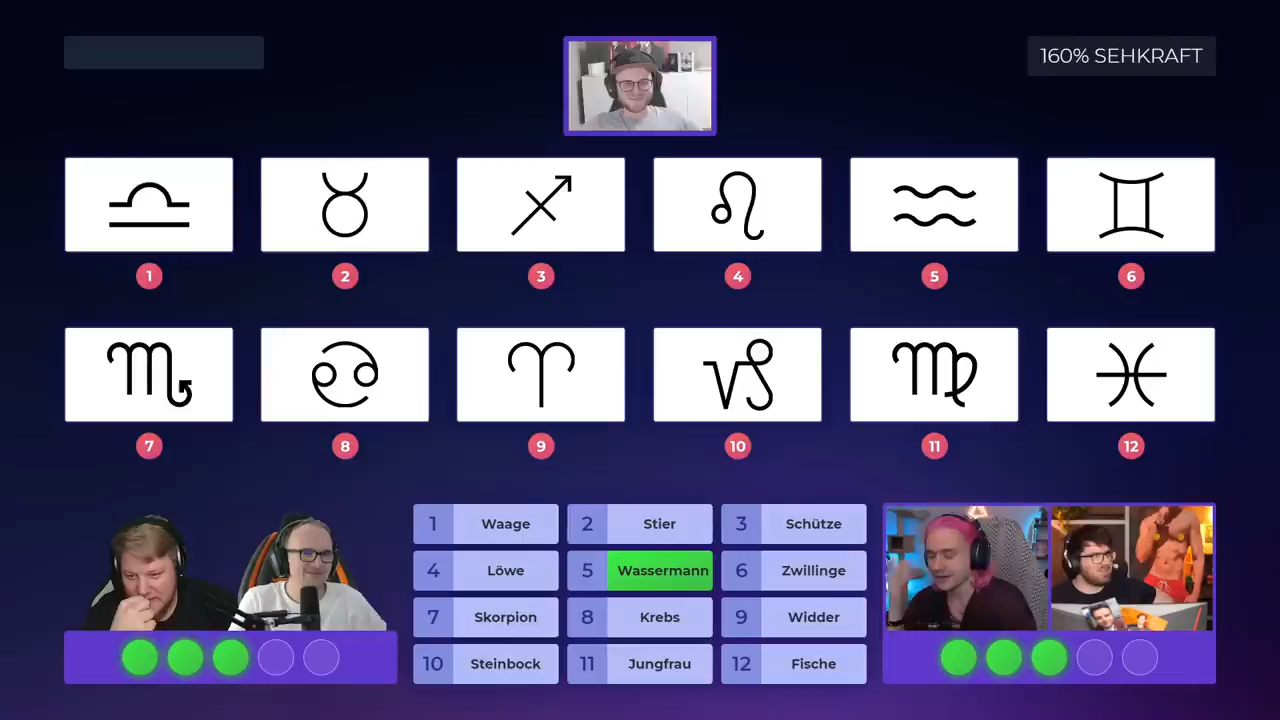 160% SEHKRAFT
1 2 3 4 5 6
7 8 9 10 11 12
1 Waage 2 Stier 3 Schütze
4 Löwe 5 Wassermann 6 Zwillinge
7 Skorpion 8 Krebs 9 Widder
10 Steinbock 11 Jungfrau 12 Fische